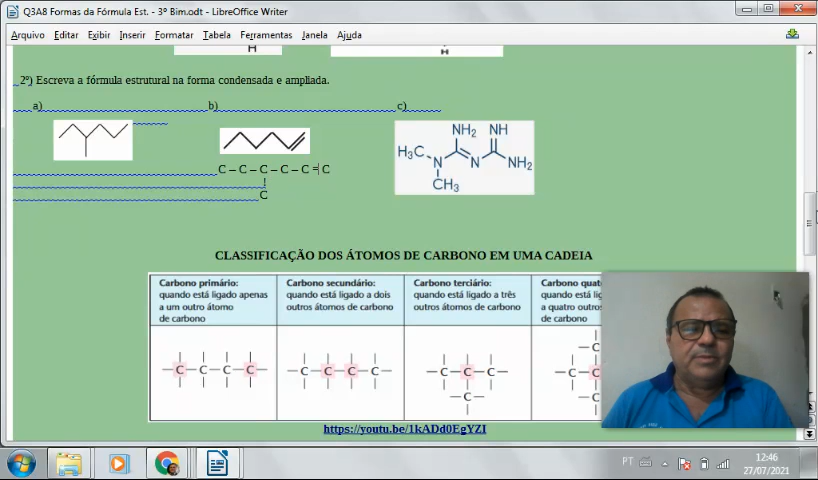 Q3A8 Formas da Fórmula Est. - 3º Bim.odt - LibreOffice Writer
Arquivo Editar Exibir Inserir Formatar Tabela Ferramentas Janela Ajuda
H H
2º) Escreva a fórmula estrutural na forma condensada e ampliada.
a) b) c)
NH2 NH
H3C
N N NH2
CH3
C – C – C – C – C = C
C
CLASSIFICAÇÃO DOS ÁTOMOS DE CARBONO EM UMA CADEIA
Carbono primário: Carbono secundário: Carbono terciário: Carbono
quando está ligado apenas quando está ligado a dois quando está ligado a três quando está
a um outro átomo outros átomos de carbono outros átomos de carbono a quatro outros
de carbono de carbono
C
C C C C C C C C C C C C C
C C
https://youtu.be/1kADd0EgYZI
PT 12:46
27/07/2021